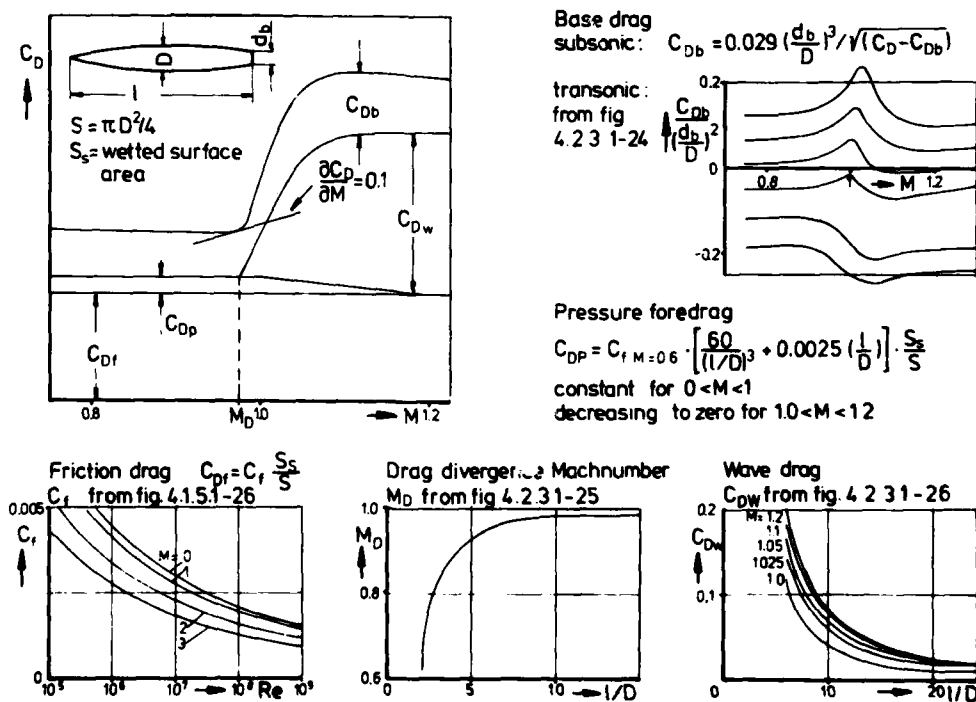 C_D
d_b
D
l
S = πD²/4
S_s = wetted surface
area
∂C_D/∂M = 0.1
C_Db
C_Dw
C_Dp
C_Df
0.8
M_D
1.0
M
1.2
Base drag
subsonic: C_Db = 0.029 (d_b/D)³/√(C_D-C_Db)
transonic:
from fig
4.2 3 1-24
C_Db/(d_b/D)²
0.2
0
-0.2
0.8
1
M
1.2
Pressure foredrag
C_DP = C_f M=0 6 · [60/(l/D)³ + 0.0025 (l/D)] · S_s/S
constant for 0<M<1
decreasing to zero for 1.0<M<1 2
Friction drag C_Df = C_f S_s/S
C_f from fig. 4.1.5.1-26
0.005
C_f
M=0
1
2
3
0
10⁵
10⁶
10⁷
10⁸
Re
10⁹
Drag divergence Machnumber
M_D from fig 4.2.3 1-25
1.0
M_D
0.8
0.6
0
5
10
l/D
Wave drag
C_DW from fig. 4 2 3 1-26
0.2
C_Dw
M=1.2
1.1
1.05
1 025
1 0
0,1
0
10
20
l/D